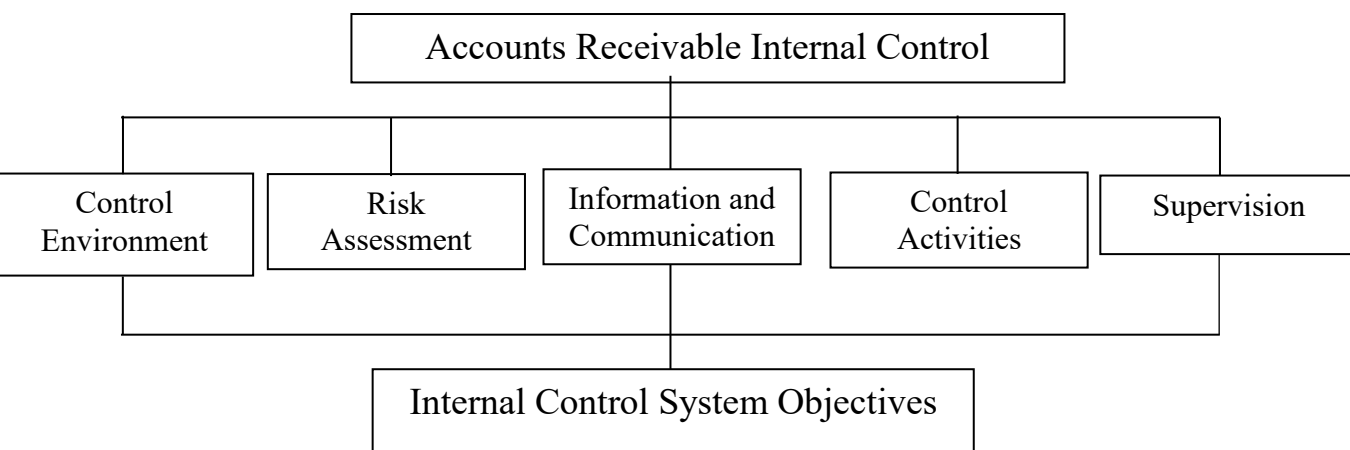 Accounts Receivable Internal Control
Control
Environment
Risk
Assessment
Information and
Communication
Control
Activities
Supervision
Internal Control System Objectives